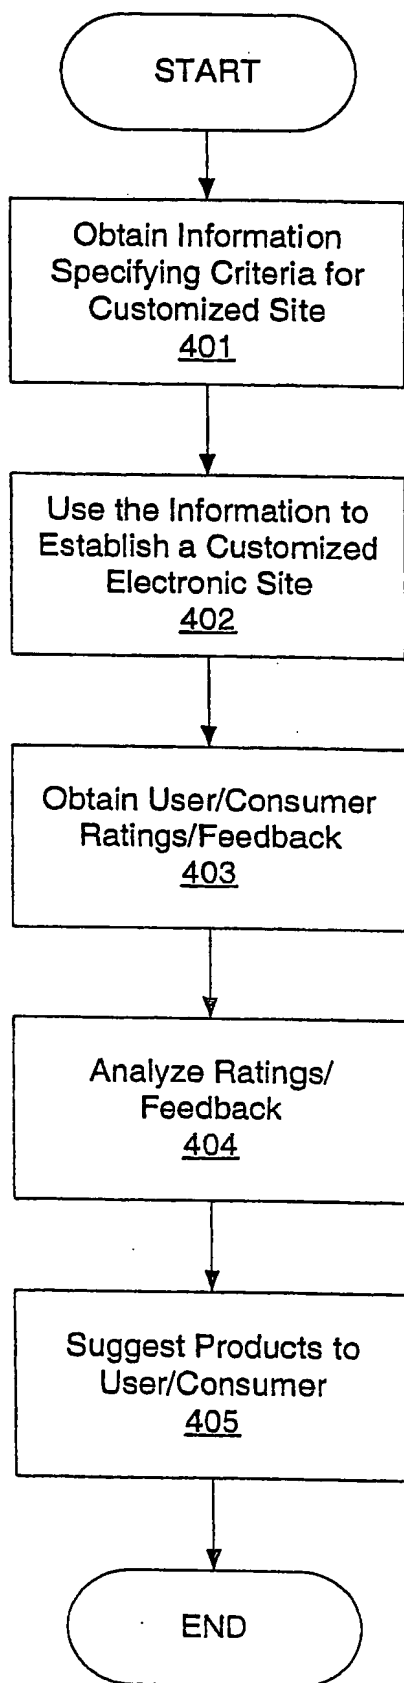 START
Obtain Information
Specifying Criteria for
Customized Site
401
Use the Information to
Establish a Customized
Electronic Site
402
Obtain User/Consumer
Ratings/Feedback
403
Analyze Ratings/
Feedback
404
Suggest Products to
User/Consumer
405
END